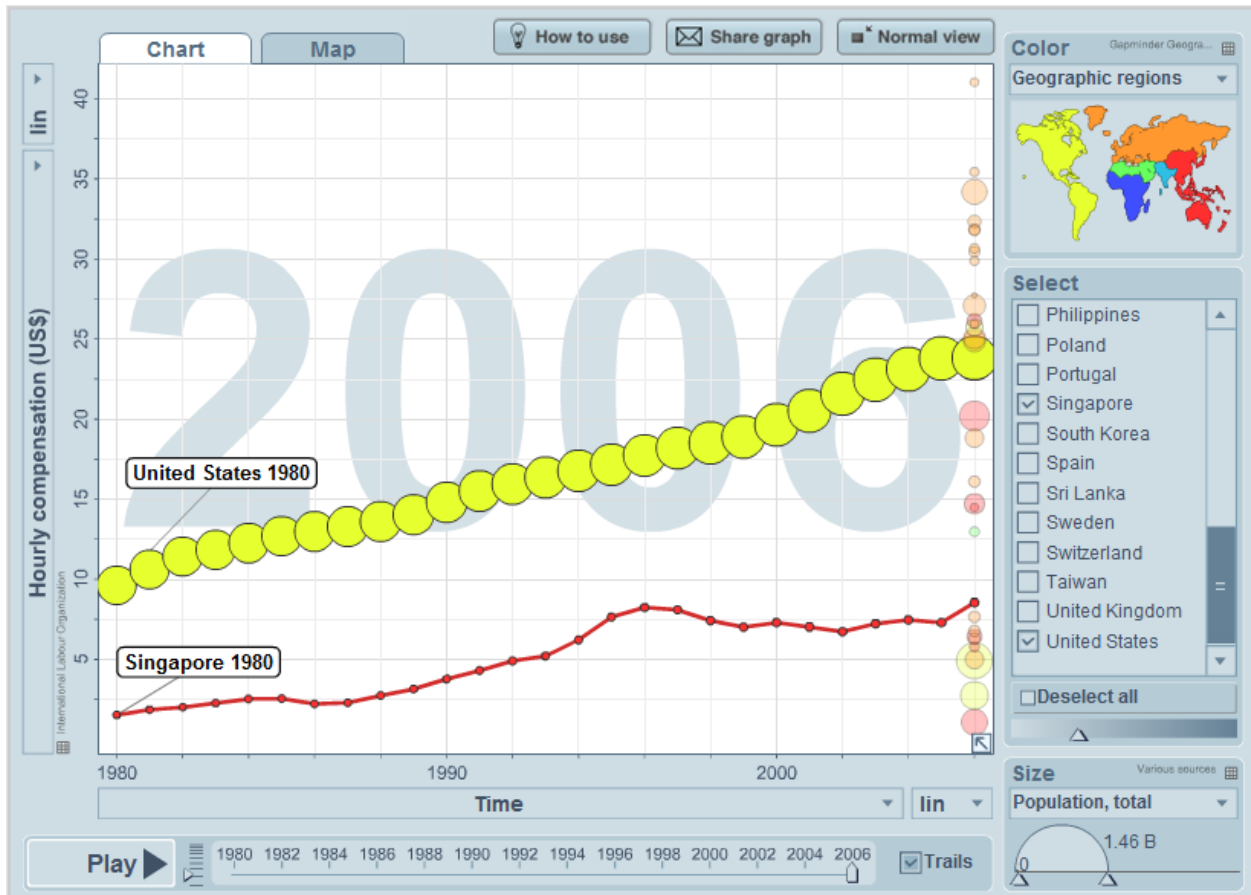 Chart
Map
How to use
Share graph
Normal view
lin
Hourly compensation (US$)
International Labour Organization
40
35
30
25
20
15
10
5
2006
United States 1980
Singapore 1980
1980
1990
2000
Time
lin
Play
1980 1982 1984 1986 1988 1990 1992 1994 1996 1998 2000 2002 2004 2006
Trails
Color
Gapminder Geogra...
Geographic regions
Select
Philippines
Poland
Portugal
Singapore
South Korea
Spain
Sri Lanka
Sweden
Switzerland
Taiwan
United Kingdom
United States
Deselect all
Size
Various sources
Population, total
1.46 B
0